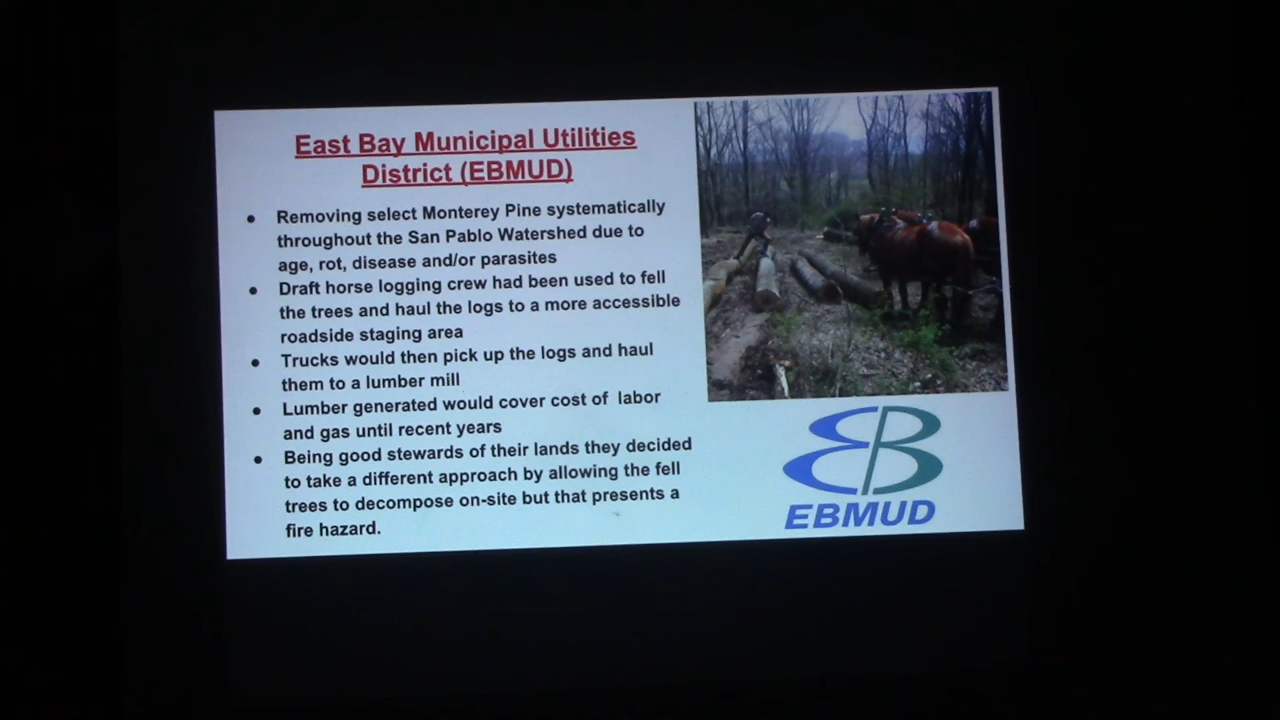 East Bay Municipal Utilities
District (EBMUD)
● Removing select Monterey Pine systematically
throughout the San Pablo Watershed due to
age, rot, disease and/or parasites
● Draft horse logging crew had been used to fell
the trees and haul the logs to a more accessible
roadside staging area
● Trucks would then pick up the logs and haul
them to a lumber mill
● Lumber generated would cover cost of labor
and gas until recent years
● Being good stewards of their lands they decided
to take a different approach by allowing the fell
trees to decompose on-site but that presents a
fire hazard.
EB
EBMUD